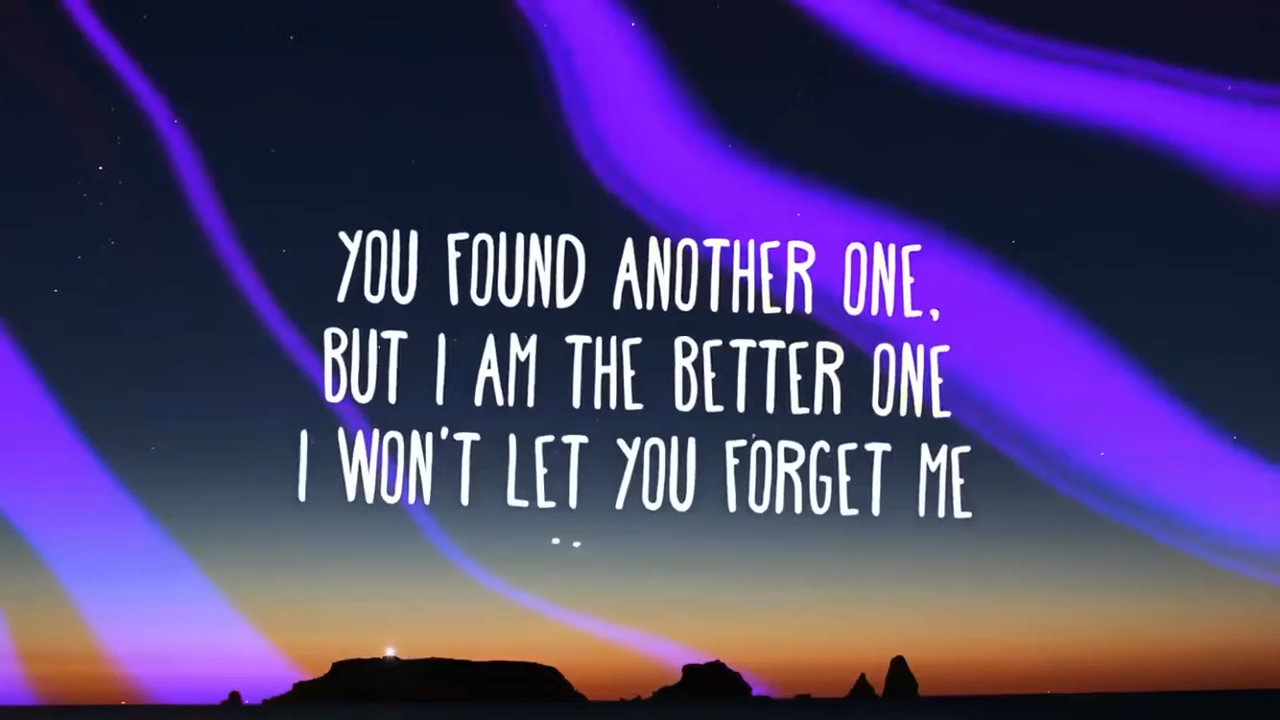 YOU FOUND ANOTHER ONE,
BUT I AM THE BETTER ONE
I WON'T LET YOU FORGET ME